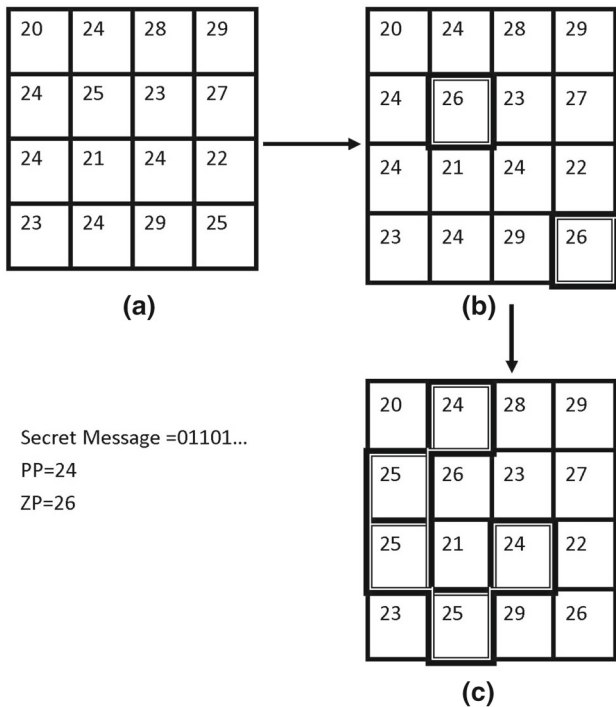 20 24 28 29
24 25 23 27
24 21 24 22
23 24 29 25
(a)
20 24 28 29
24 26 23 27
24 21 24 22
23 24 29 26
(b)
Secret Message =01101...
PP=24
ZP=26
20 24 28 29
25 26 23 27
25 21 24 22
23 25 29 26
(c)